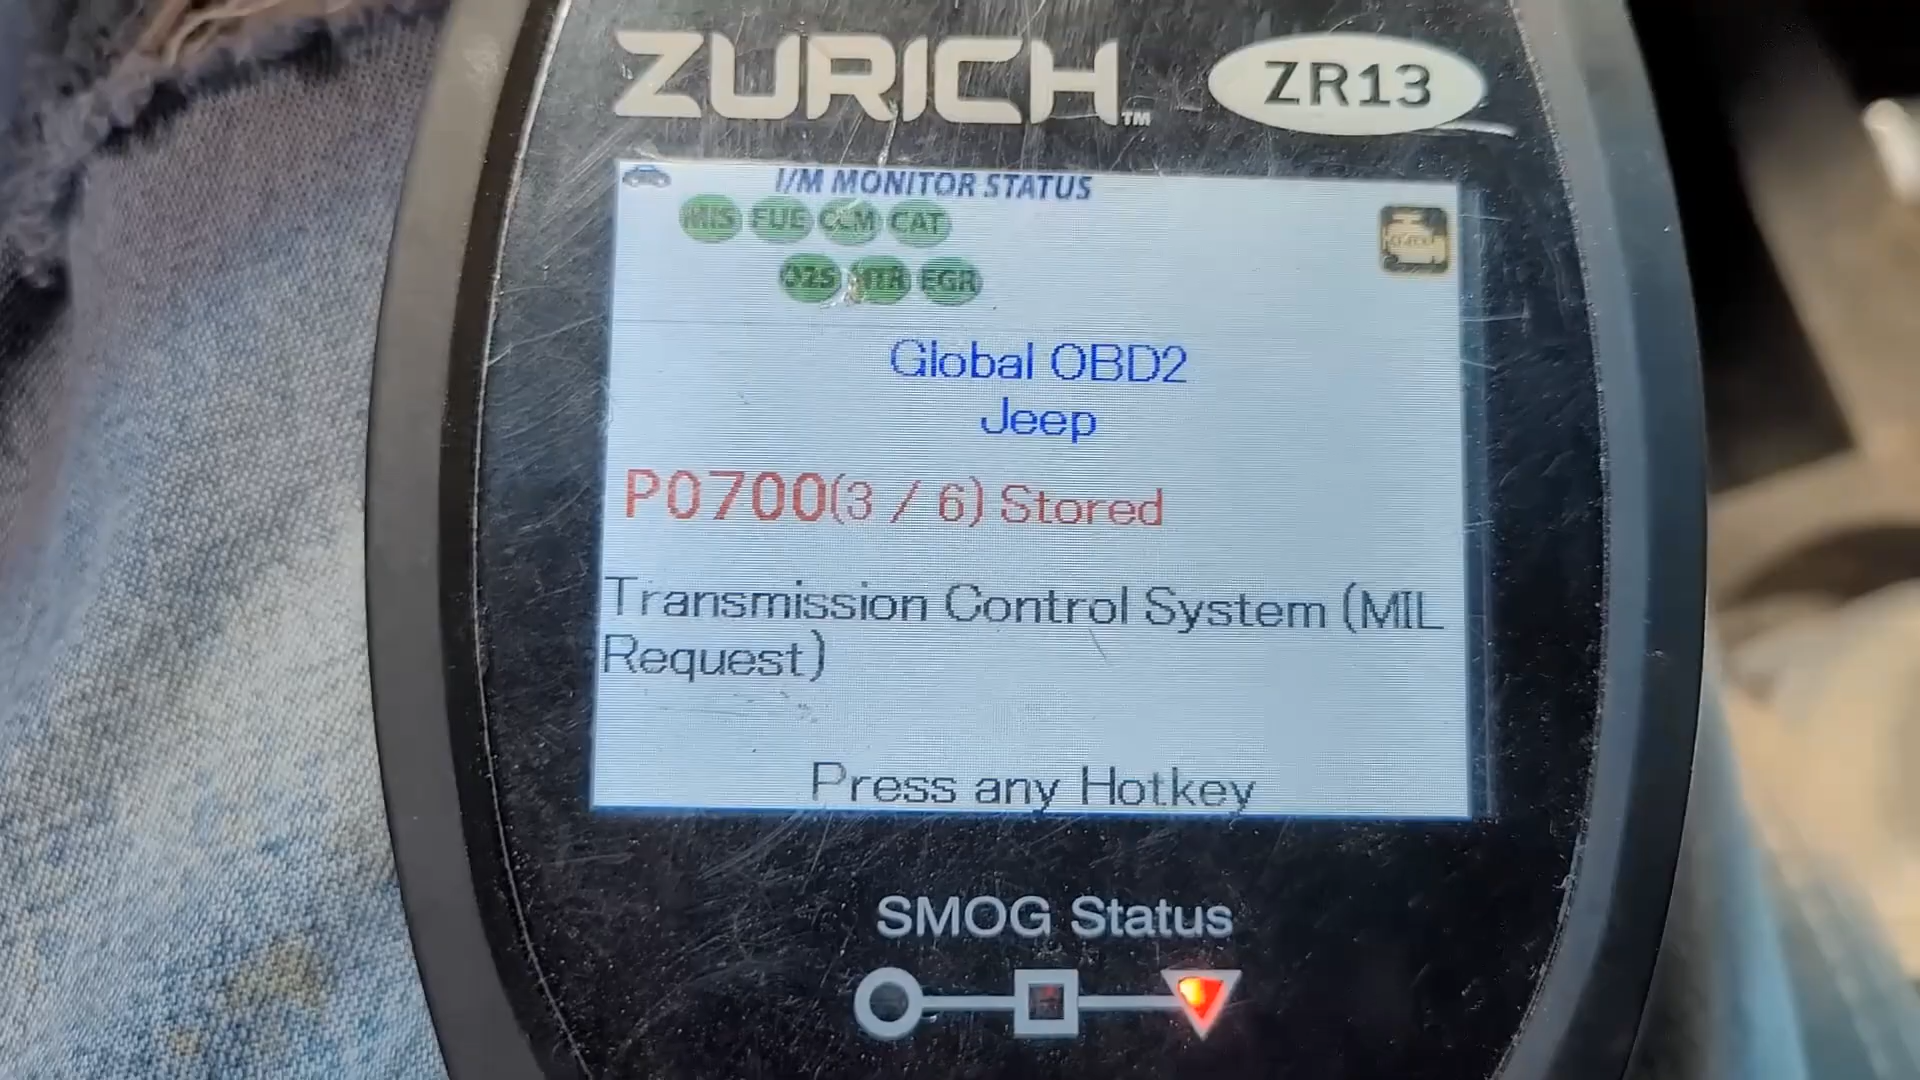 ZURICH™ ZR13
I/M MONITOR STATUS
MIS FUE CCM CAT
O2S HTR EGR
Global OBD2
Jeep
P0700(3 / 6) Stored
Transmission Control System (MIL
Request)
Press any Hotkey
SMOG Status